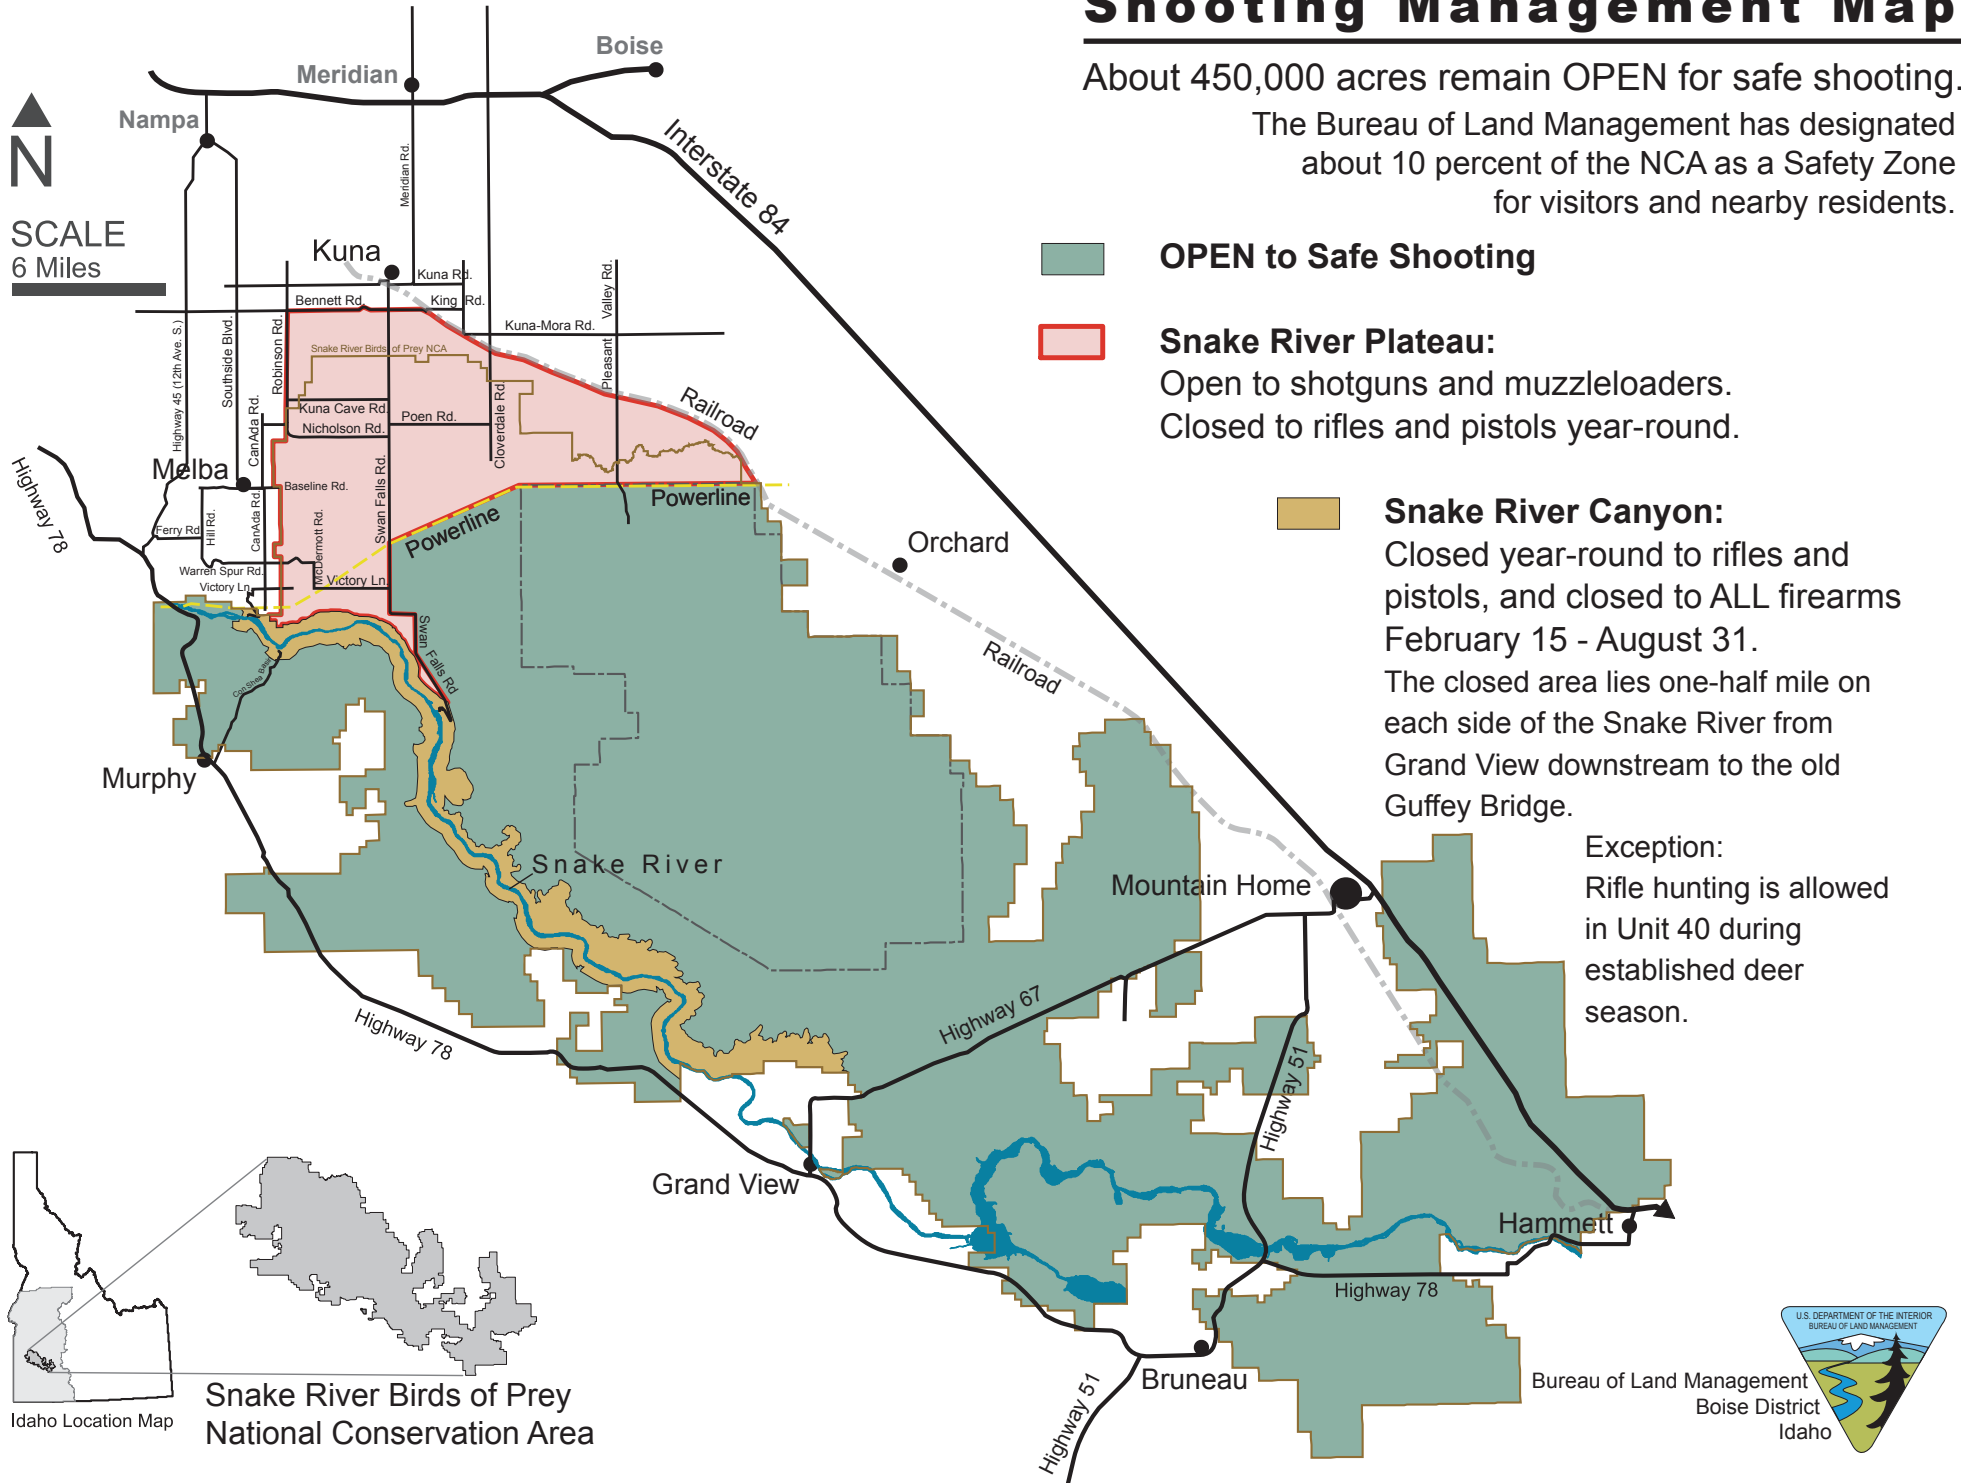 Shooting Management Map
About 450,000 acres remain OPEN for safe shooting.
The Bureau of Land Management has designated
about 10 percent of the NCA as a Safety Zone
for visitors and nearby residents.
OPEN to Safe Shooting
Snake River Plateau:
Open to shotguns and muzzleloaders.
Closed to rifles and pistols year-round.
Snake River Canyon:
Closed year-round to rifles and
pistols, and closed to ALL firearms
February 15 - August 31.
The closed area lies one-half mile on
each side of the Snake River from
Grand View downstream to the old
Guffey Bridge.
Exception:
Rifle hunting is allowed
in Unit 40 during
established deer
season.
N
SCALE
6 Miles
Boise
Meridian
Nampa
Interstate 84
Meridian Rd.
Kuna
Kuna Rd.
Bennett Rd.
King Rd.
Kuna-Mora Rd.
Pleasant Valley Rd.
Highway 45 (12th Ave. S.)
Southside Blvd.
Robinson Rd.
Snake River Birds of Prey NCA
Kuna Cave Rd.
Poen Rd.
Nicholson Rd.
Cloverdale Rd.
CanAda Rd.
Railroad
Melba
Baseline Rd.
Swan Falls Rd.
Powerline
Powerline
Highway 78
Ferry Rd.
Hill Rd.
CanAda Rd.
McDermott Rd.
Warren Spur Rd.
Victory Ln.
Victory Ln.
Swan Falls Rd
Con Shea Basin
Orchard
Railroad
Murphy
Snake River
Mountain Home
Highway 67
Highway 78
Highway 51
Grand View
Hammett
Highway 78
Bruneau
Highway 51
Idaho Location Map
Snake River Birds of Prey
National Conservation Area
U.S. DEPARTMENT OF THE INTERIOR
BUREAU OF LAND MANAGEMENT
Bureau of Land Management
Boise District
Idaho